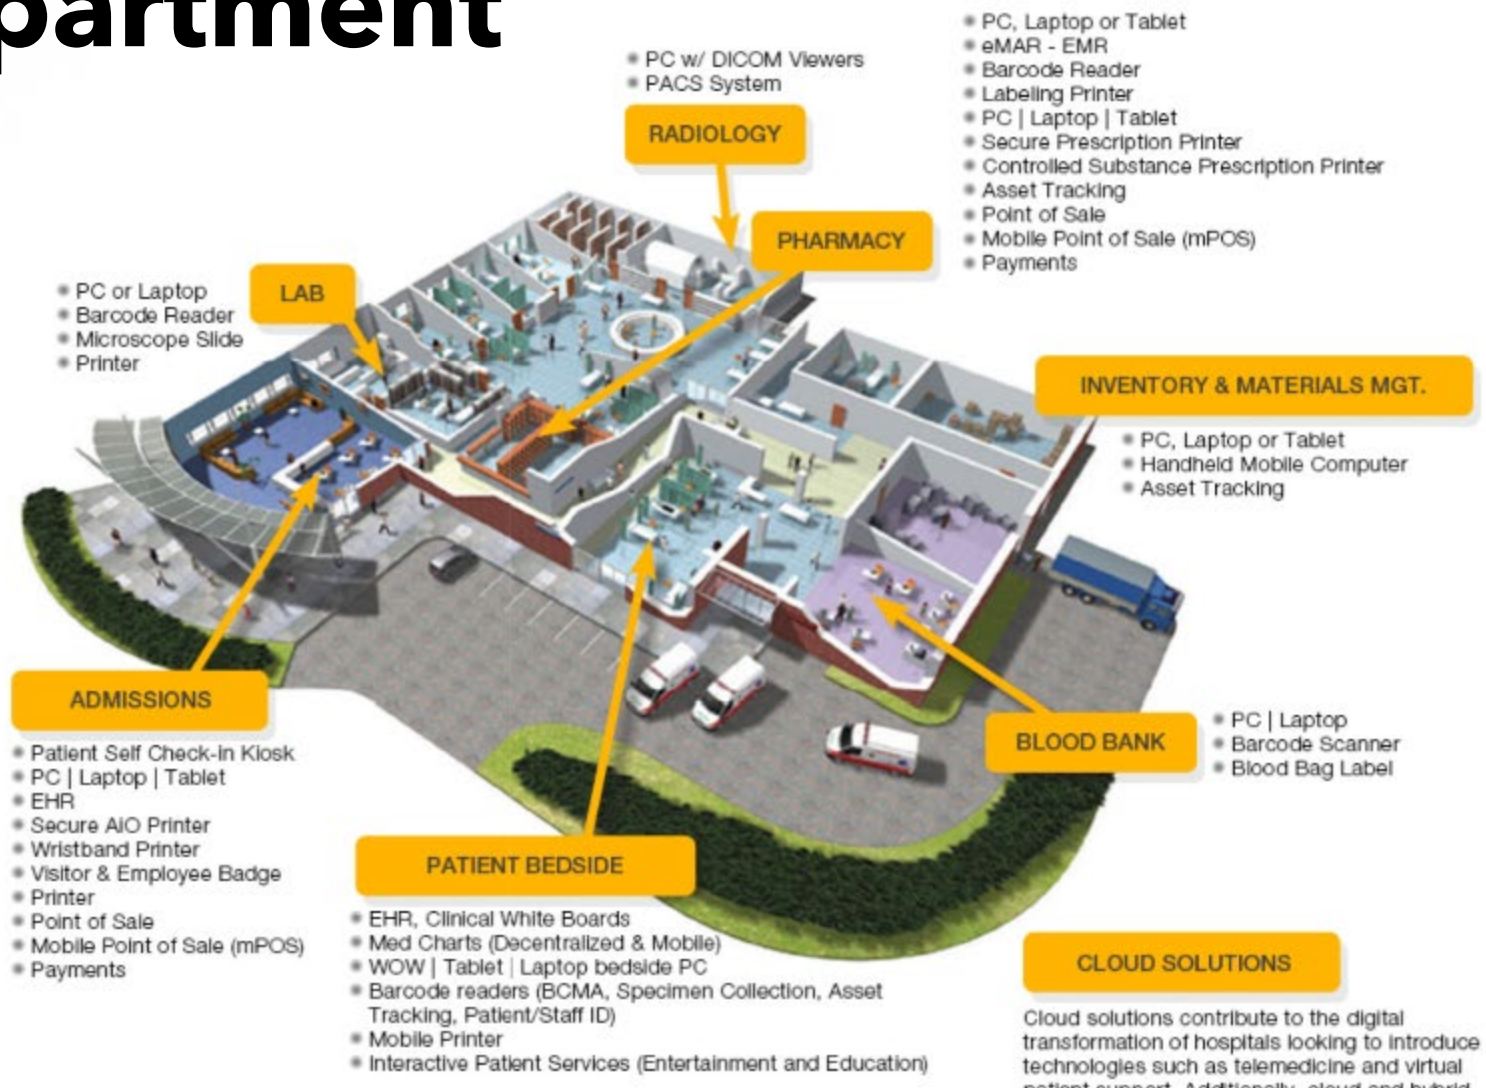 partment
PC w/ DICOM Viewers
PACS System
RADIOLOGY
PC, Laptop or Tablet
eMAR - EMR
Barcode Reader
Labeling Printer
PC | Laptop | Tablet
Secure Prescription Printer
Controlled Substance Prescription Printer
Asset Tracking
Point of Sale
Mobile Point of Sale (mPOS)
Payments
PHARMACY
LAB
PC or Laptop
Barcode Reader
Microscope Slide
Printer
INVENTORY & MATERIALS MGT.
PC, Laptop or Tablet
Handheld Mobile Computer
Asset Tracking
ADMISSIONS
Patient Self Check-in Kiosk
PC | Laptop | Tablet
EHR
Secure AiO Printer
Wristband Printer
Visitor & Employee Badge
Printer
Point of Sale
Mobile Point of Sale (mPOS)
Payments
PATIENT BEDSIDE
EHR, Clinical White Boards
Med Charts (Decentralized & Mobile)
WOW | Tablet | Laptop bedside PC
Barcode readers (BCMA, Specimen Collection, Asset
Tracking, Patient/Staff ID)
Mobile Printer
Interactive Patient Services (Entertainment and Education)
BLOOD BANK
PC | Laptop
Barcode Scanner
Blood Bag Label
CLOUD SOLUTIONS
Cloud solutions contribute to the digital
transformation of hospitals looking to introduce
technologies such as telemedicine and virtual
patient support. Additionally, cloud and hybrid